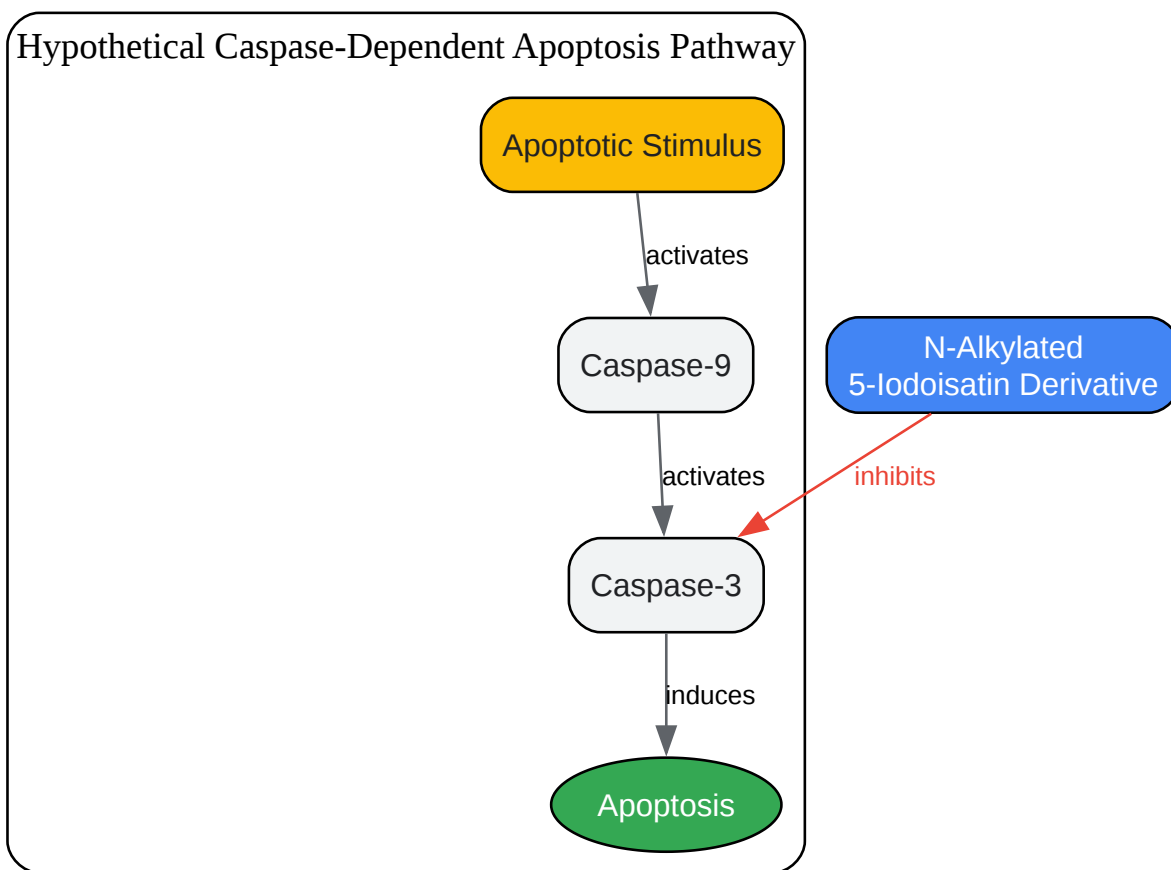 Hypothetical Caspase-Dependent Apoptosis Pathway
Apoptotic Stimulus
activates
Caspase-9
N-Alkylated
5-Iodoisatin Derivative
activates
inhibits
Caspase-3
induces
Apoptosis